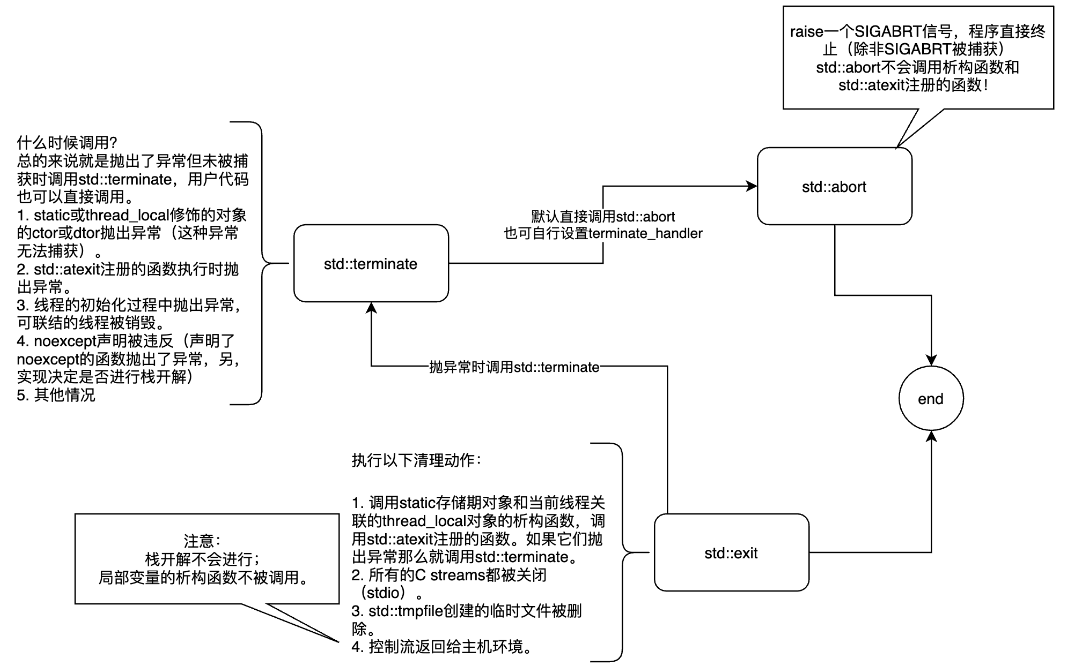 raise一个SIGABRT信号，程序直接终
止（除非SIGABRT被捕获）
std::abort不会调用析构函数和
std::atexit注册的函数！
什么时候调用?
总的来说就是抛出了异常但未被捕
获时调用std::terminate，用户代码
也可以直接调用。
1. static或thread_local修饰的对象
的ctor或dtor抛出异常（这种异常
无法捕获）。
2. std::atexit注册的函数执行时抛
出异常。
3. 线程的初始化过程中抛出异常，
可联结的线程被销毁。
4. noexcept声明被违反（声明了
noexcept的函数抛出了异常，另，
实现决定是否进行栈开解）
5. 其他情况
std::terminate
默认直接调用std::abort
也可自行设置terminate_handler
std::abort
抛异常时调用std::terminate
end
执行以下清理动作：
1. 调用static存储期对象和当前线程关
联的thread_local对象的析构函数，调
用std::atexit注册的函数。如果它们抛
出异常那么就调用std::terminate。
2. 所有的C streams都被关闭
（stdio）。
3. std::tmpfile创建的临时文件被删
除。
4. 控制流返回给主机环境。
注意：
栈开解不会进行；
局部变量的析构函数不被调用。
std::exit